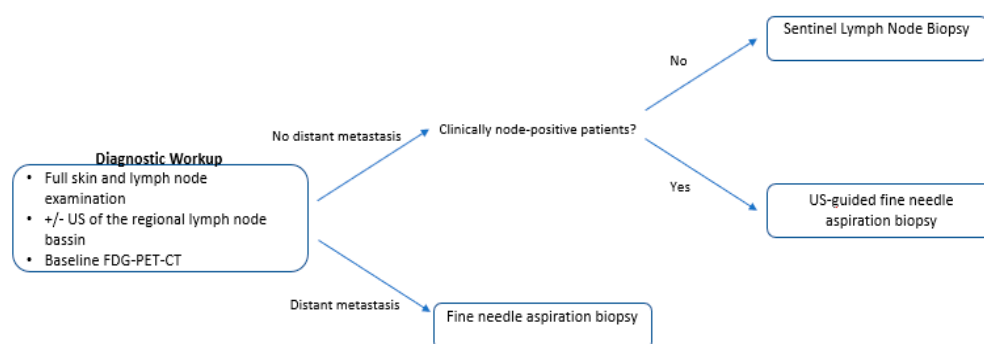 Diagnostic Workup
• Full skin and lymph node
examination
• +/- US of the regional lymph node
bassin
• Baseline FDG-PET-CT
No distant metastasis
Distant metastasis
Clinically node-positive patients?
Fine needle aspiration biopsy
No
Yes
Sentinel Lymph Node Biopsy
US-guided fine needle
aspiration biopsy